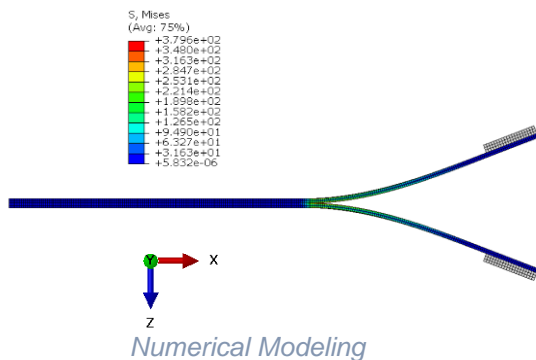 S, Mises
(Avg: 75%)
+3.796e+02
+3.480e+02
+3.163e+02
+2.847e+02
+2.531e+02
+2.214e+02
+1.898e+02
+1.582e+02
+1.265e+02
+9.490e+01
+6.327e+01
+3.163e+01
+5.832e-06
Y
X
Z
Numerical Modeling